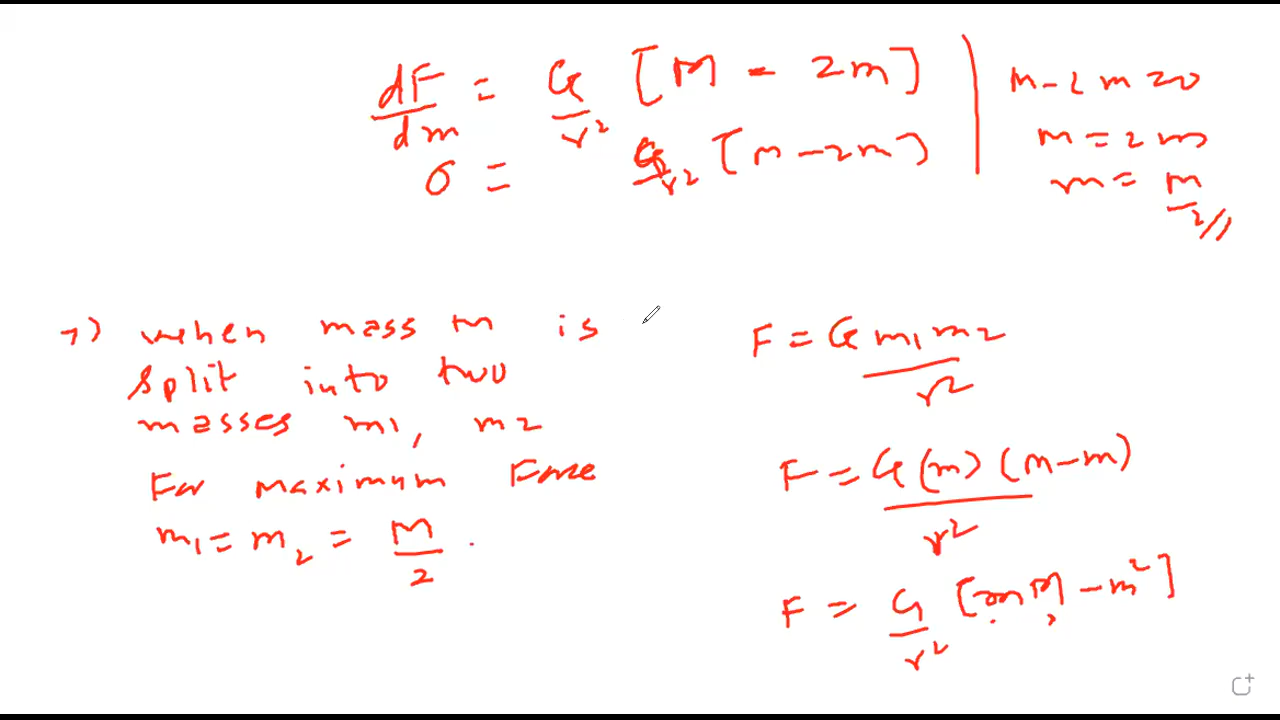 dF/dm = G/r² [M - 2m]
0 = G/r² [M - 2m]
M - 2m = 0
M = 2m
m = M/2 //
7) when mass M is
split into two
masses m1, m2
For maximum Force
m1 = m2 = M/2 .
F = G m1 m2 / r²
F = G (m) (M - m) / r²
F = G/r² [mM - m²]